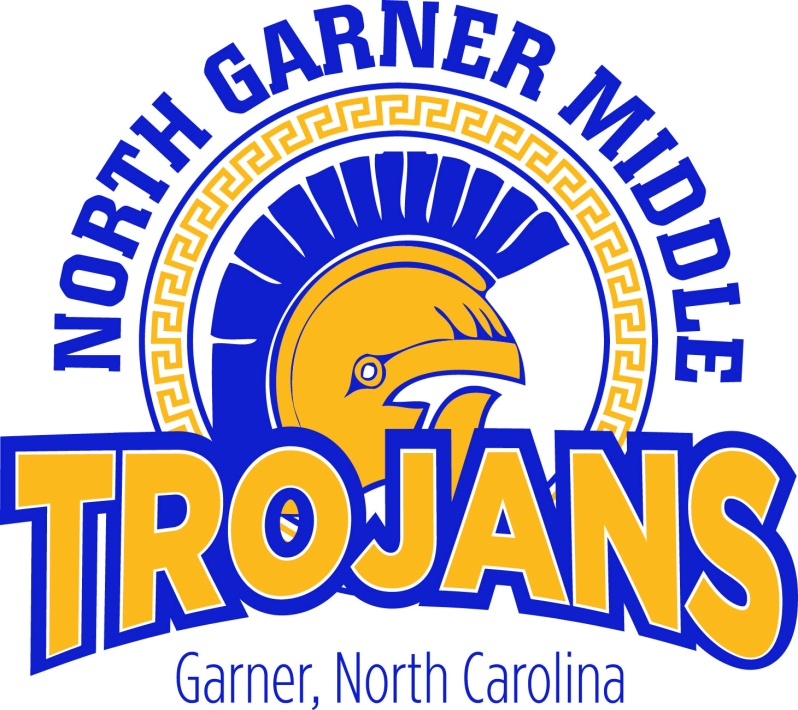 NORTH GARNER MIDDLE
TROJANS
Garner, North Carolina